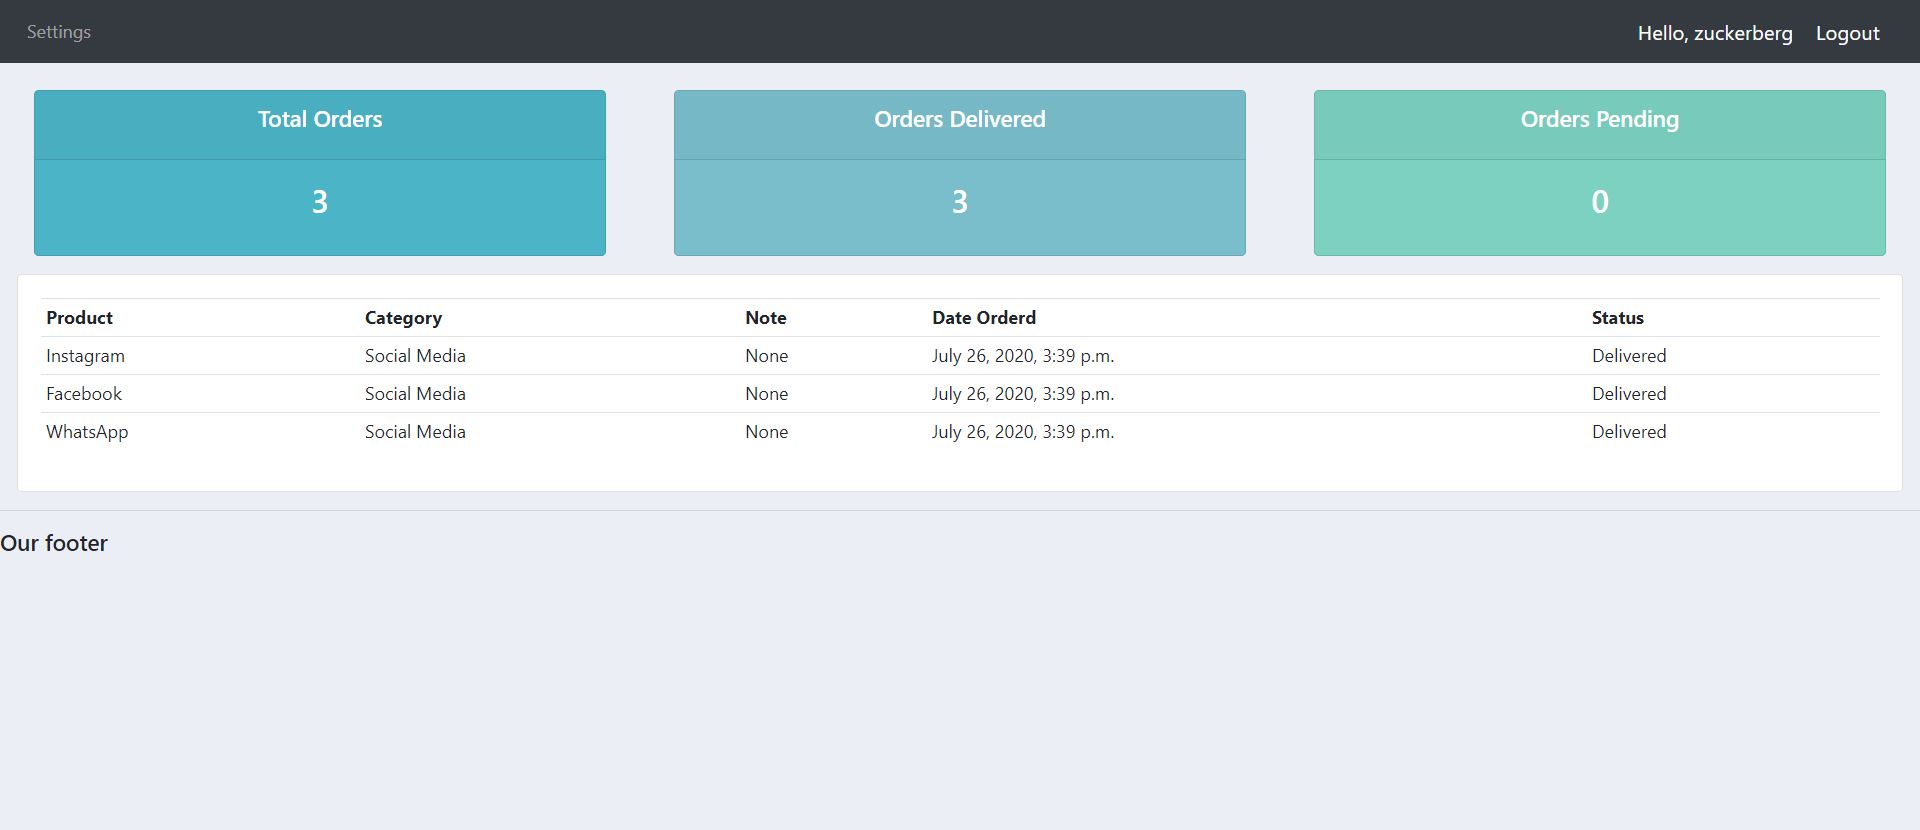 Settings Hello, zuckerberg Logout
Total Orders Orders Delivered Orders Pending
3 3 0
Product Category Note Date Orderd Status
Instagram Social Media None July 26, 2020, 3:39 p.m. Delivered
Facebook Social Media None July 26, 2020, 3:39 p.m. Delivered
WhatsApp Social Media None July 26, 2020, 3:39 p.m. Delivered
Our footer